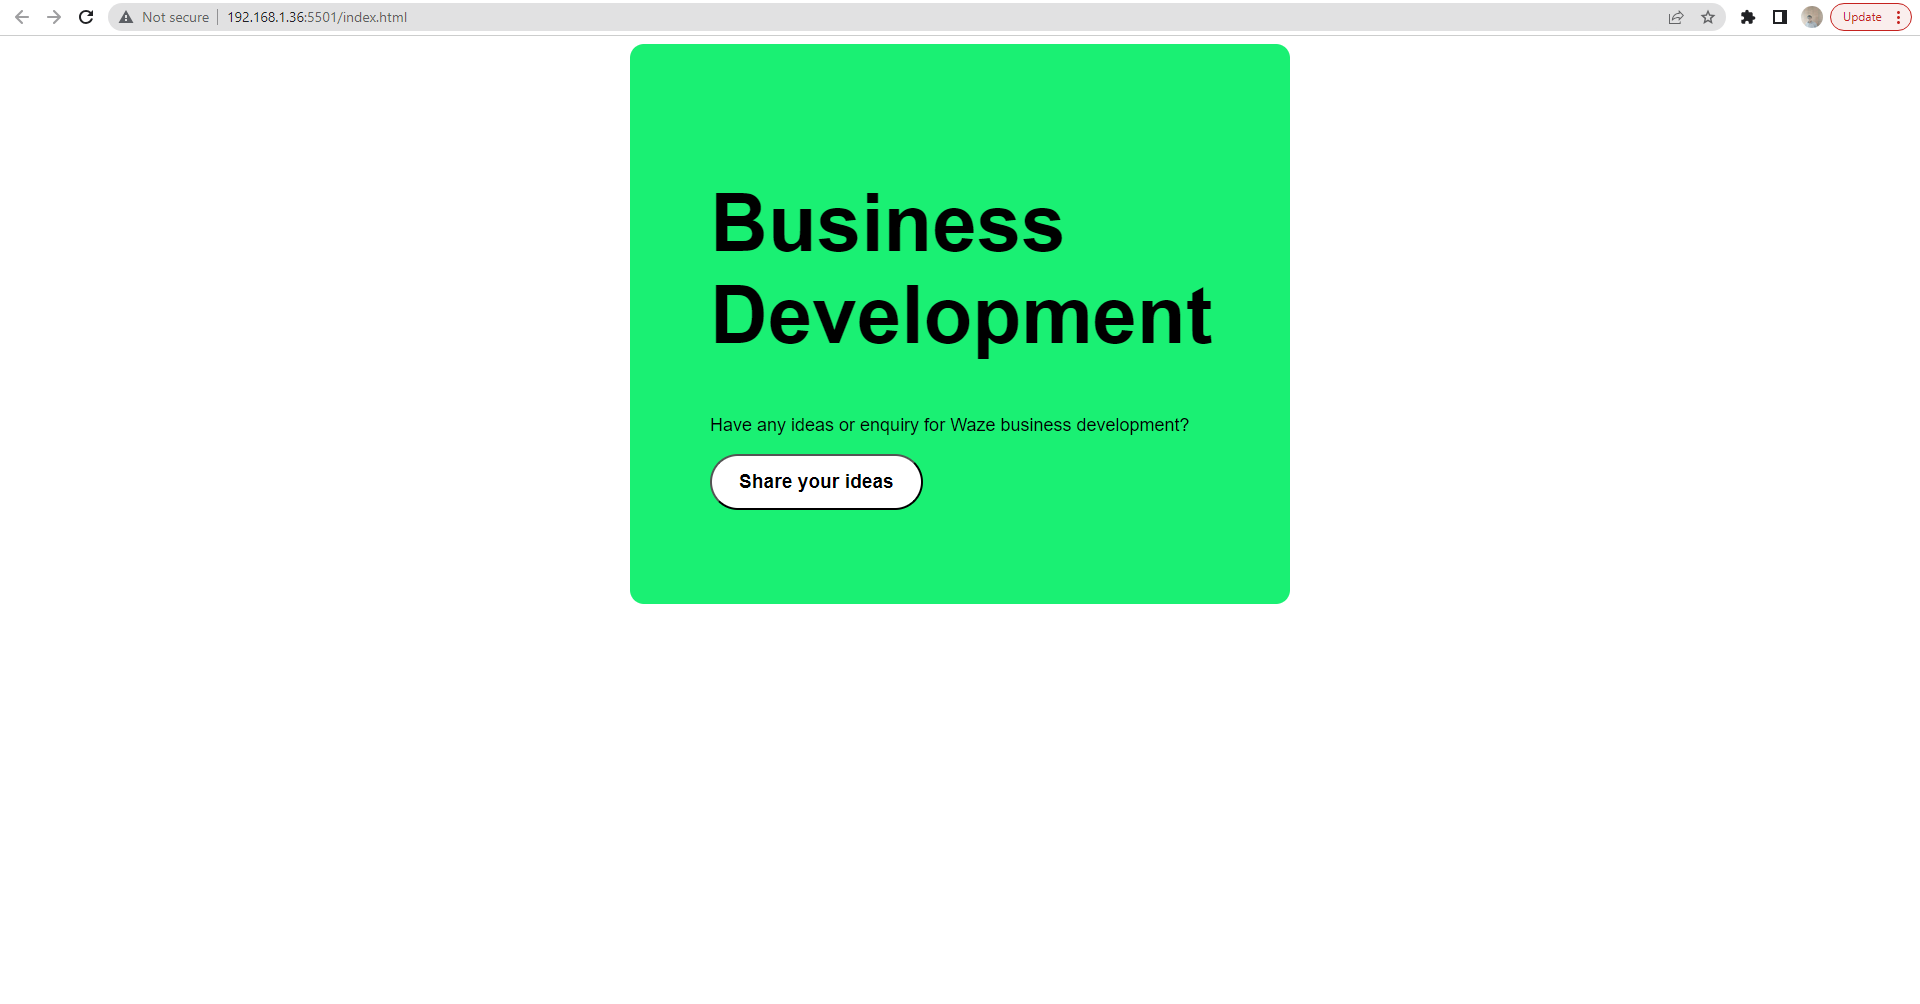 Not secure 192.168.1.36:5501/index.html Update
Business
Development
Have any ideas or enquiry for Waze business development?
Share your ideas